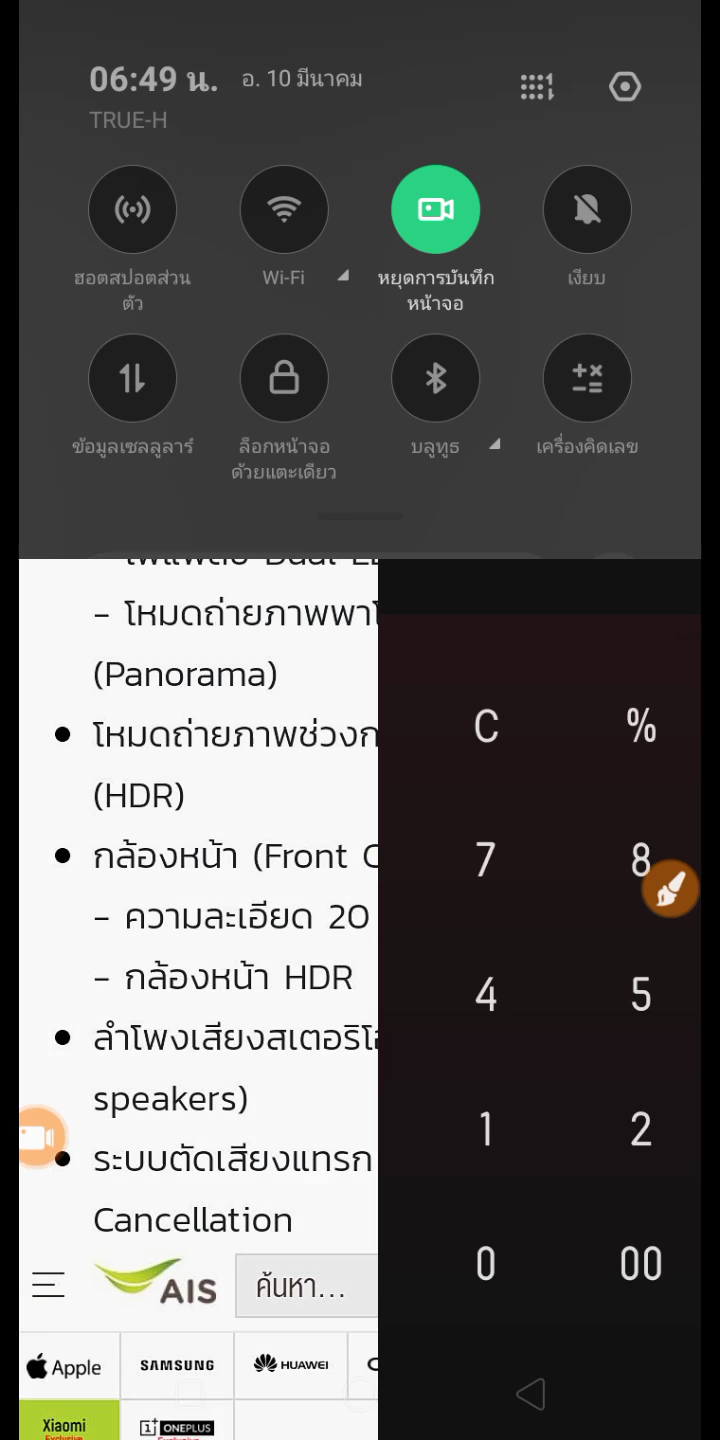 06:49 น. อ. 10 มีนาคม
TRUE-H
ฮอตสปอตส่วน
ตัว
Wi-Fi
หยุดการบันทึก
หน้าจอ
เงียบ
ข้อมูลเซลลูลาร์
ล็อกหน้าจอ
ด้วยแตะเดียว
บลูทูธ
เครื่องคิดเลข
- โหมดถ่ายภาพพา
(Panorama)
โหมดถ่ายภาพช่วงก
(HDR)
กล้องหน้า (Front
- ความละเอียด 20
- กล้องหน้า HDR
ลำโพงเสียงสเตอริโ
speakers)
ระบบตัดเสียงแทรก
Cancellation
AIS
ค้นหา...
Apple
SAMSUNG
HUAWEI
Xiaomi
Exclusive
1+ ONEPLUS
C %
7 8
4 5
1 2
0 00